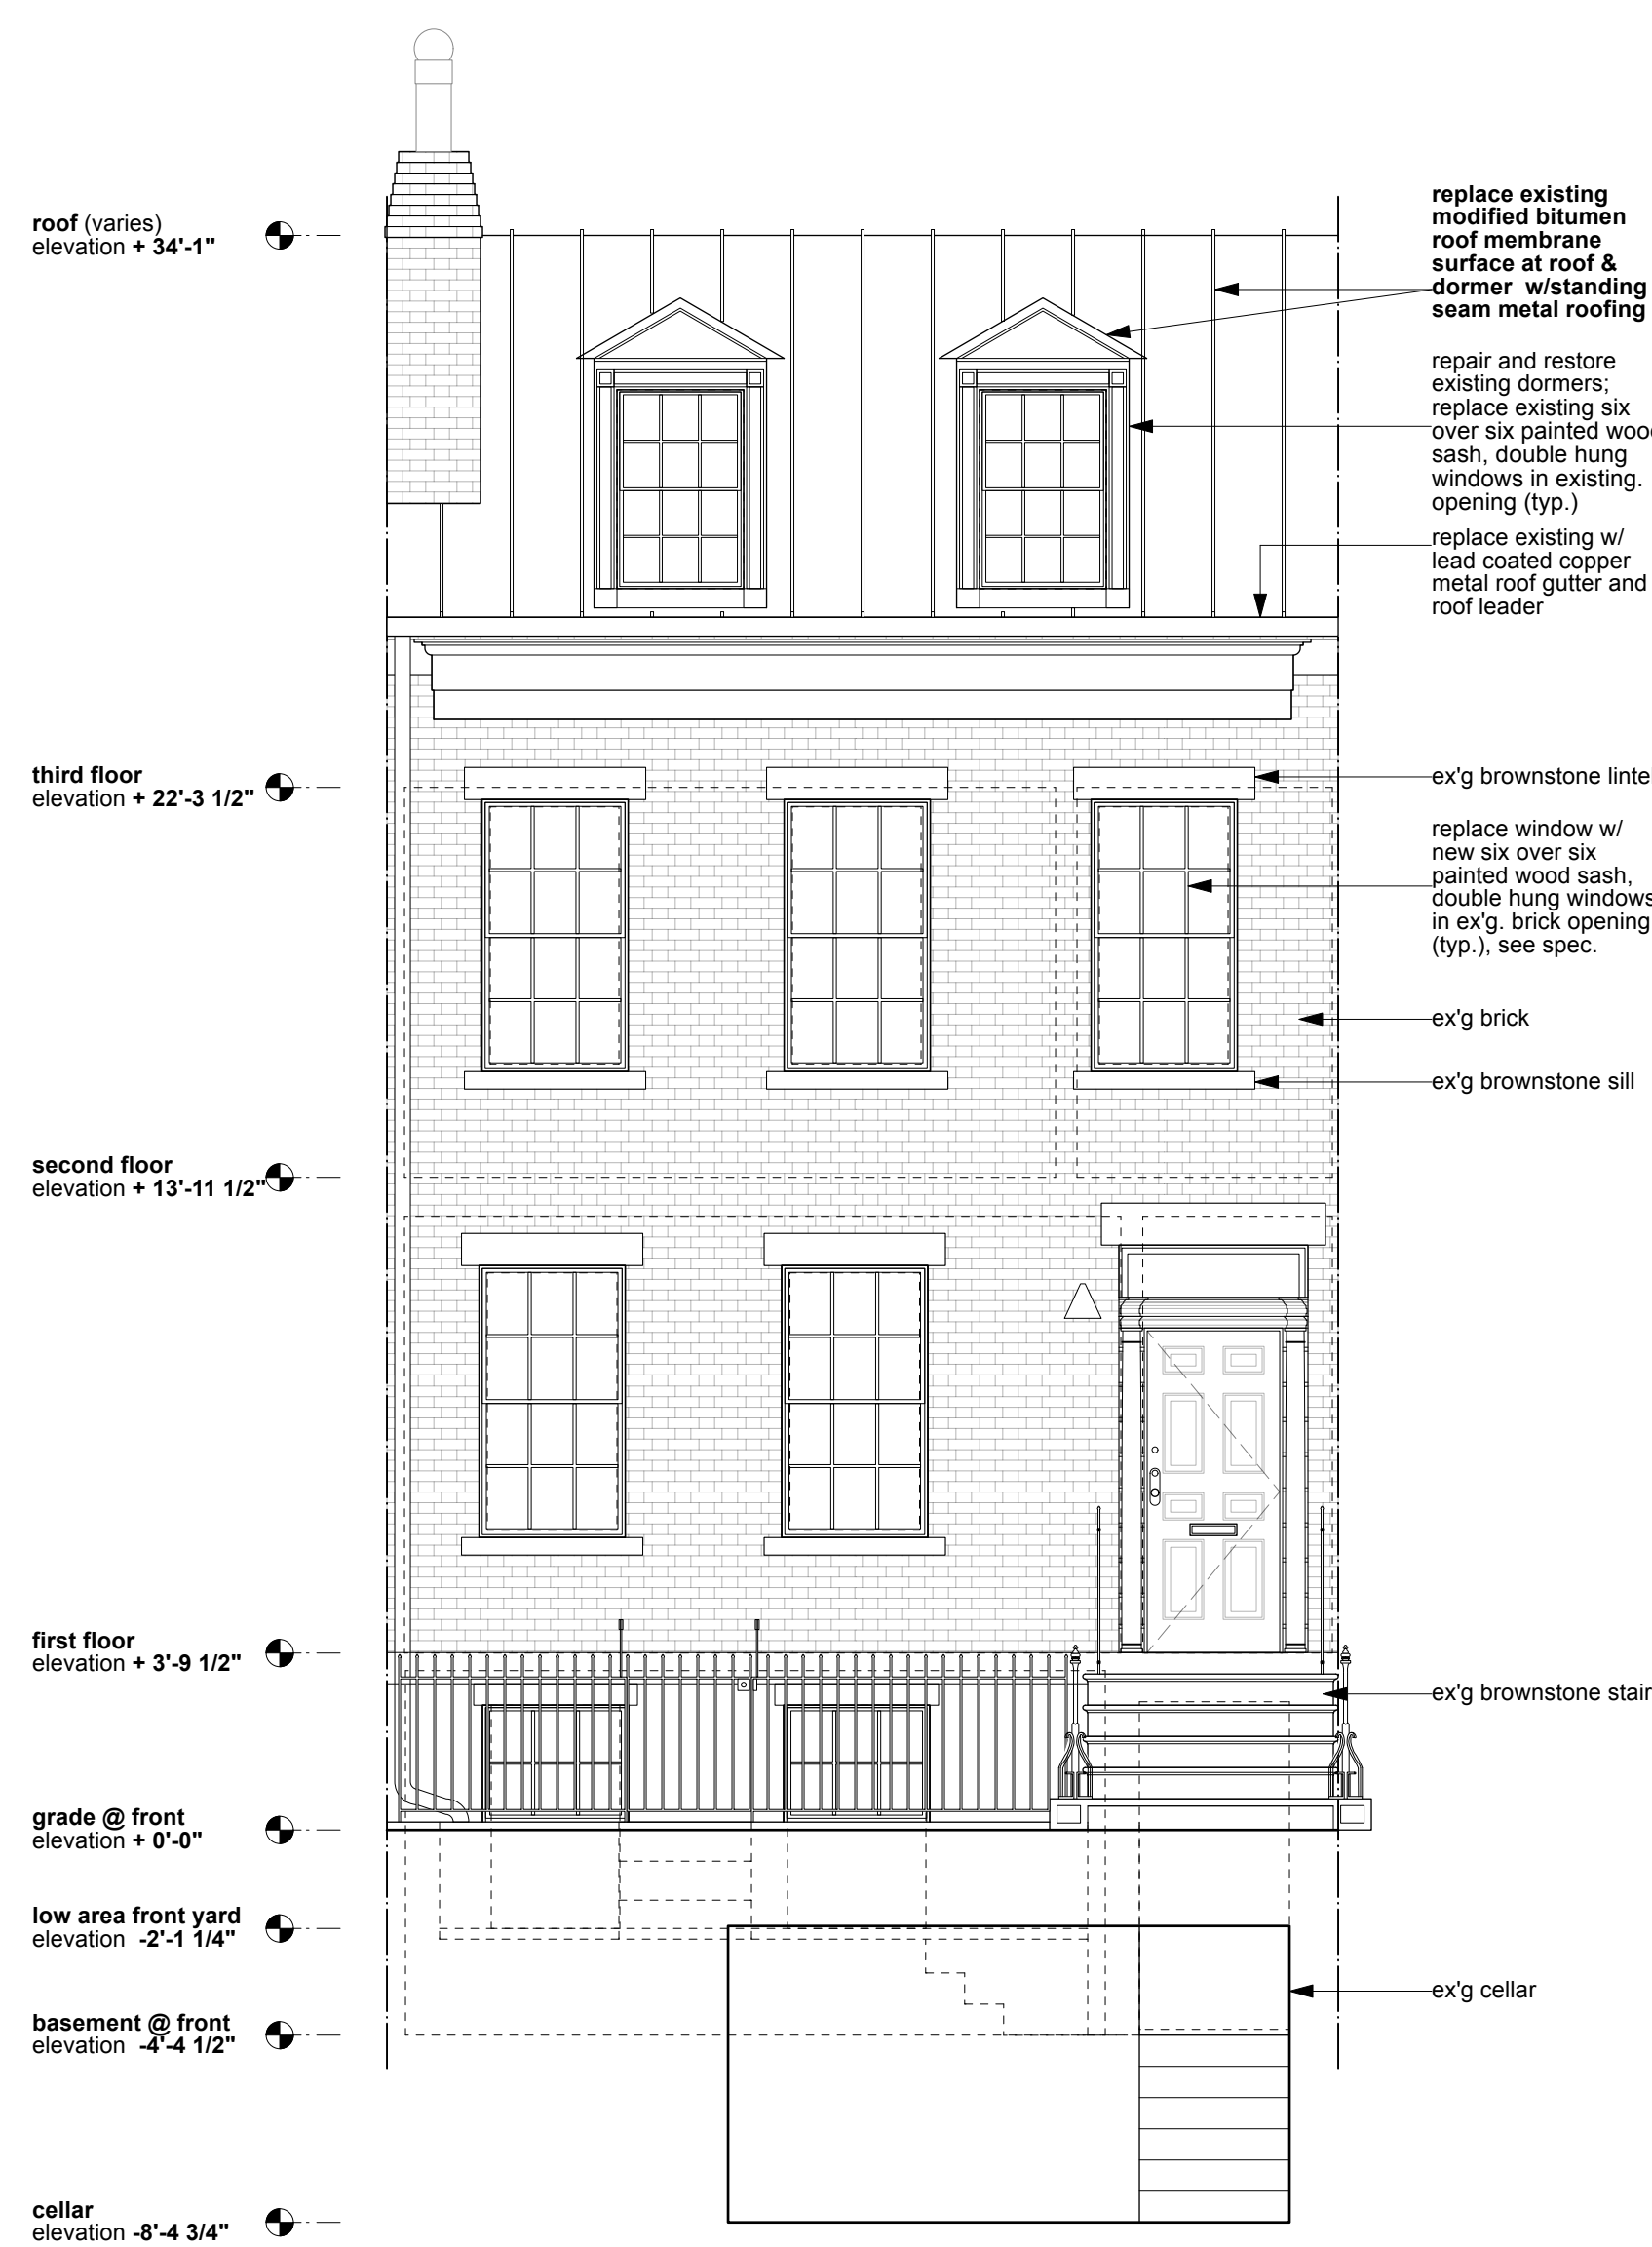 roof (varies)
elevation + 34'-1"
third floor
elevation + 22'-3 1/2"
second floor
elevation + 13'-11 1/2"
first floor
elevation + 3'-9 1/2"
grade @ front
elevation + 0'-0"
low area front yard
elevation -2'-1 1/4"
basement @ front
elevation -4'-4 1/2"
cellar
elevation -8'-4 3/4"
replace existing
modified bitumen
roof membrane
surface at roof &
dormer w/standing
seam metal roofing
repair and restore
existing dormers;
replace existing six
over six painted
sash, double hung
windows in existing.
opening (typ.)
replace existing w/
lead coated copper
metal roof gutter and
roof leader
ex'g brownstone
replace window w/
new six over six
painted wood sash,
double hung windows
in ex'g. brick opening
(typ.), see spec.
ex'g brick
ex'g brownstone sill
ex'g brownstone stair
ex'g cellar